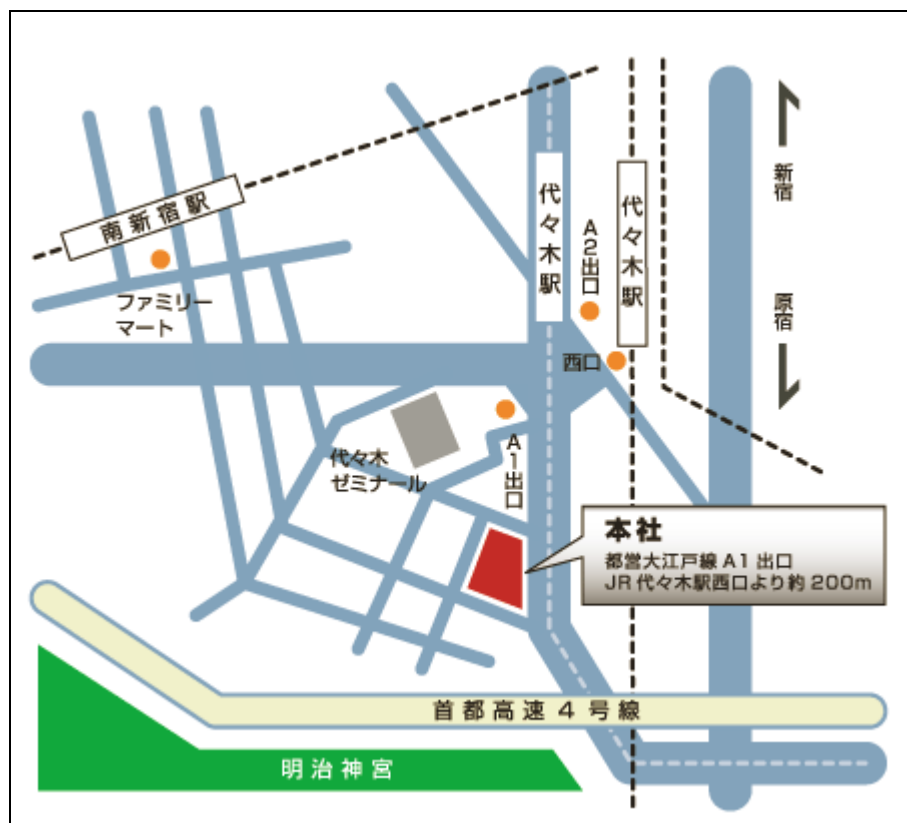 新宿
代々木駅
代々木駅
A2出口
南新宿駅
ファミリー
マート
原宿
西口
A1出口
代々木
ゼミナール
本社
都営大江戸線 A1 出口
JR 代々木駅西口より約 200m
首都高速 4 号線
明治神宮